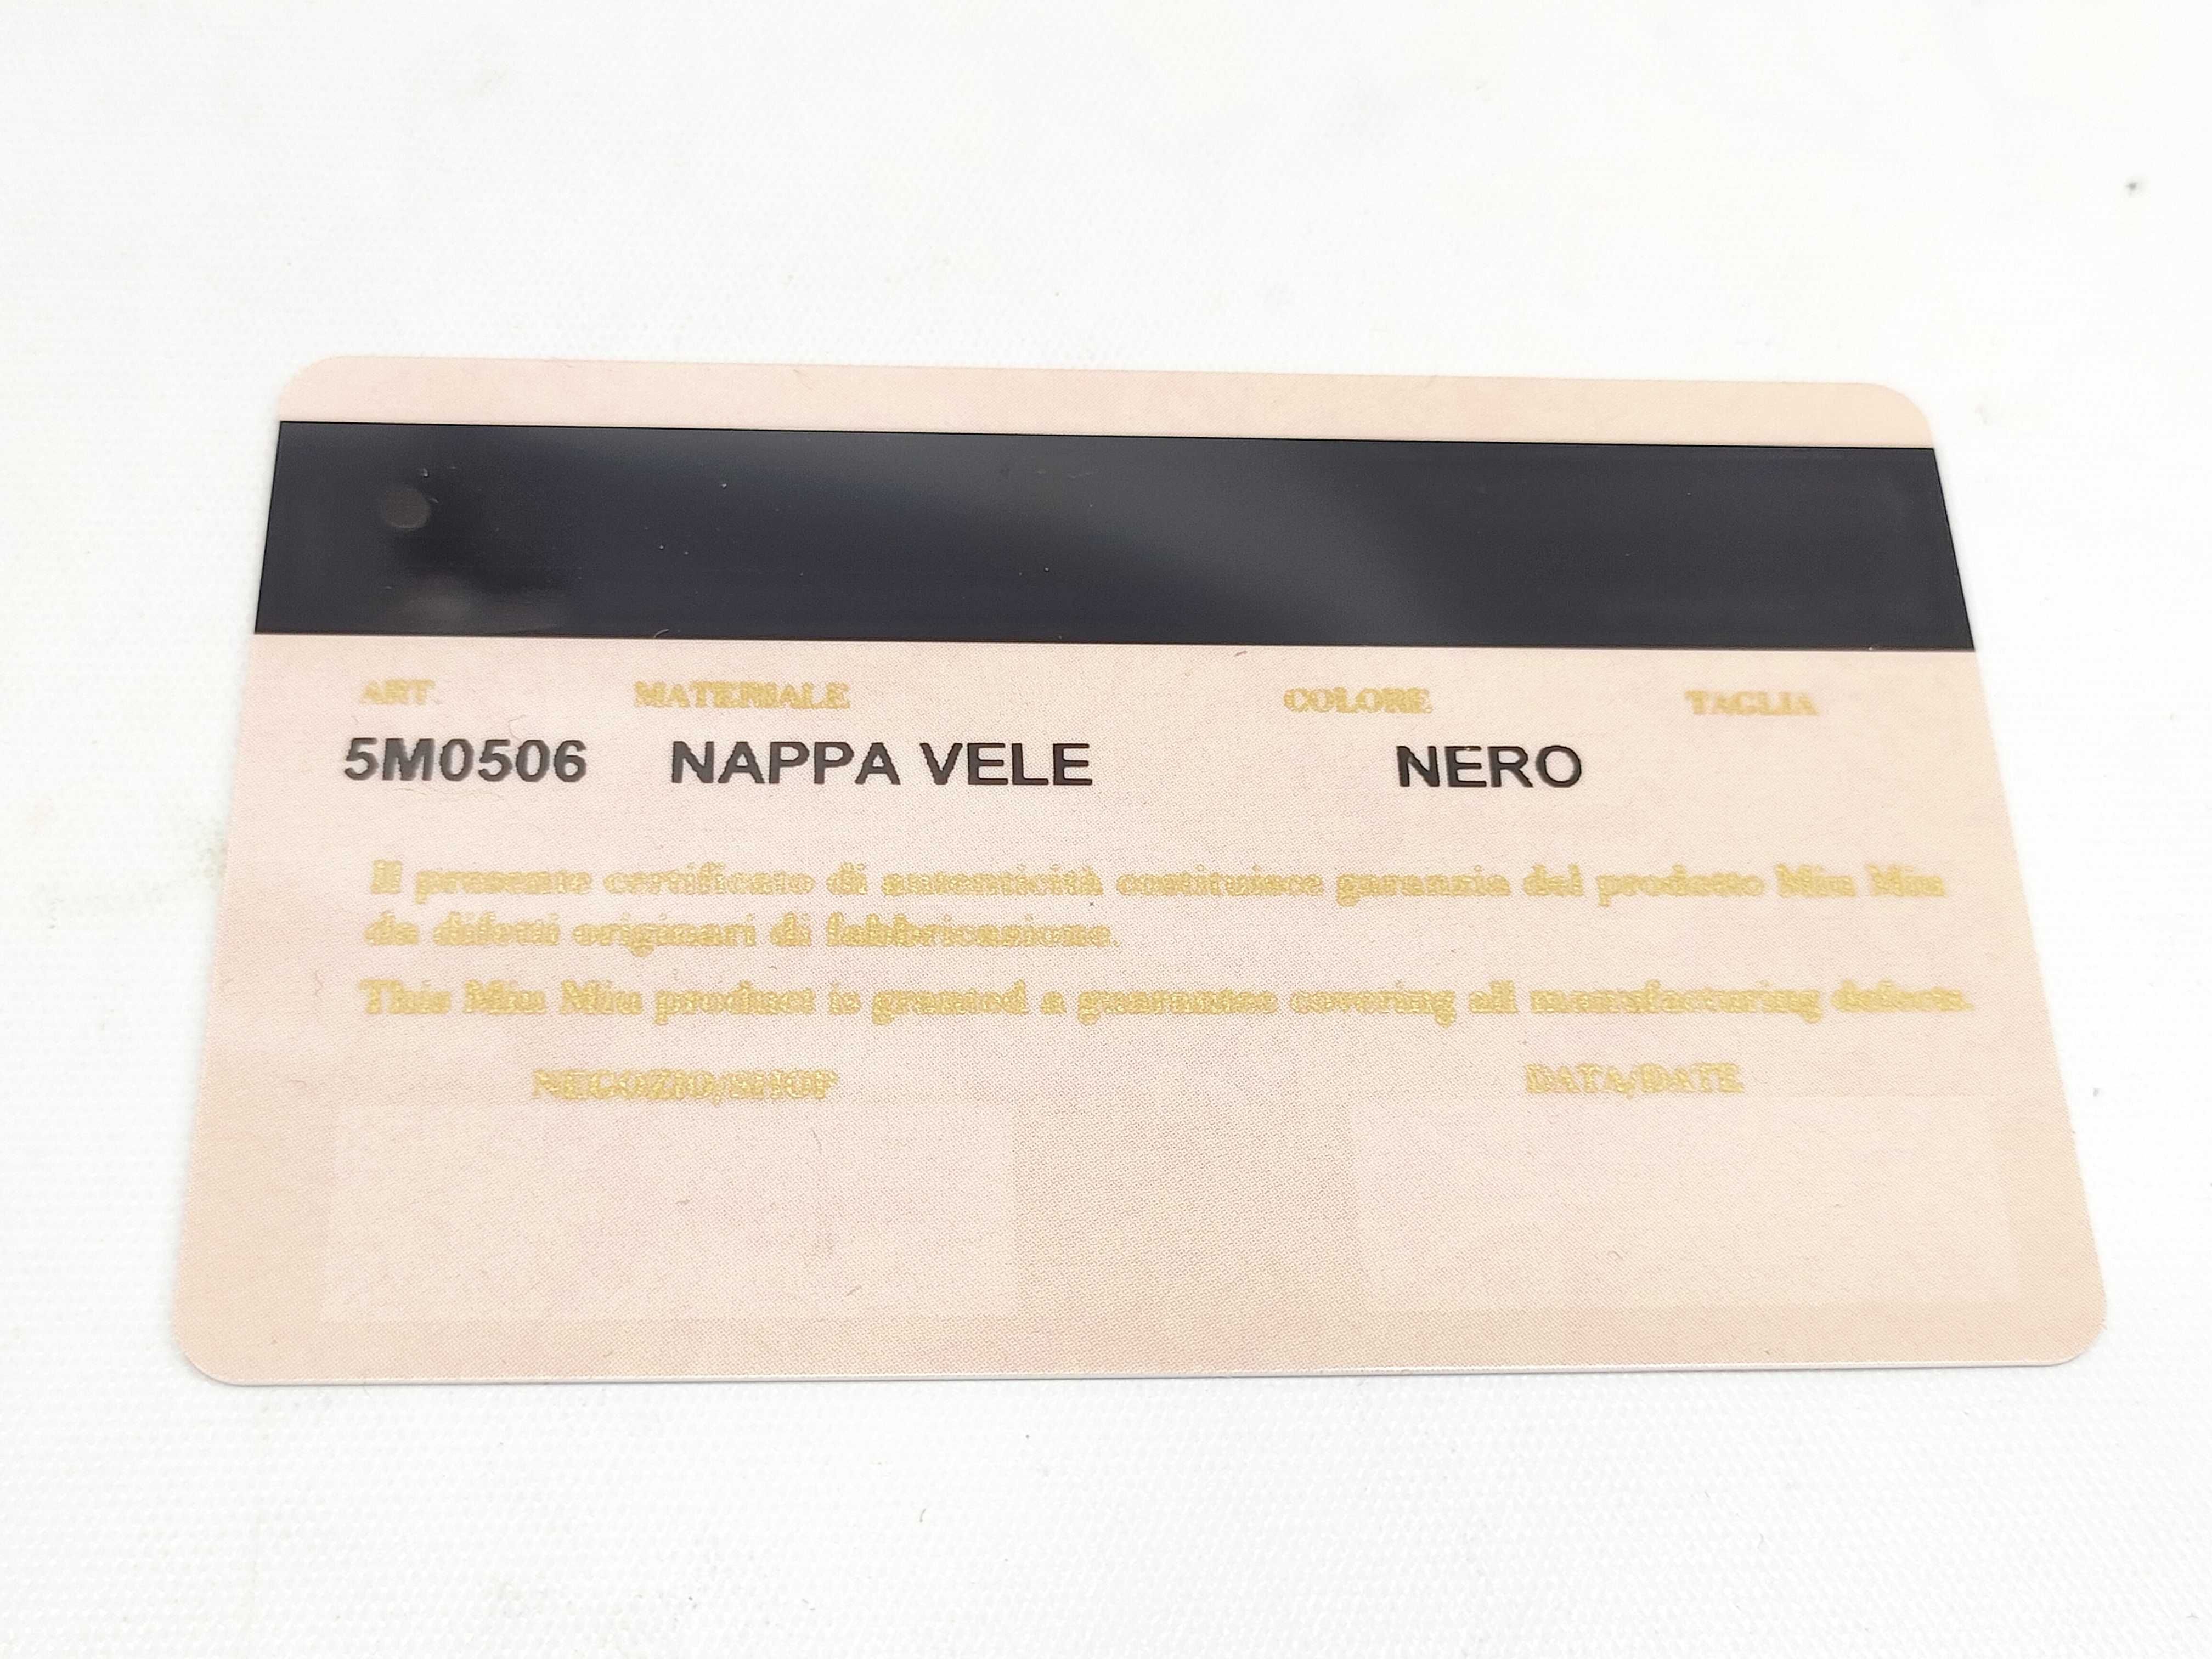 ART. MATERIALE COLORE TAGLIA
5M0506 NAPPA VELE NERO
Il presente certificato di autenticità costituisce garanzia del prodotto Miu Miu
da difetti originari di fabbricazione.
This Miu Miu product is granted a guarantee covering all manufacturing defects.
NEGOZIO/SHOP DATA/DATE